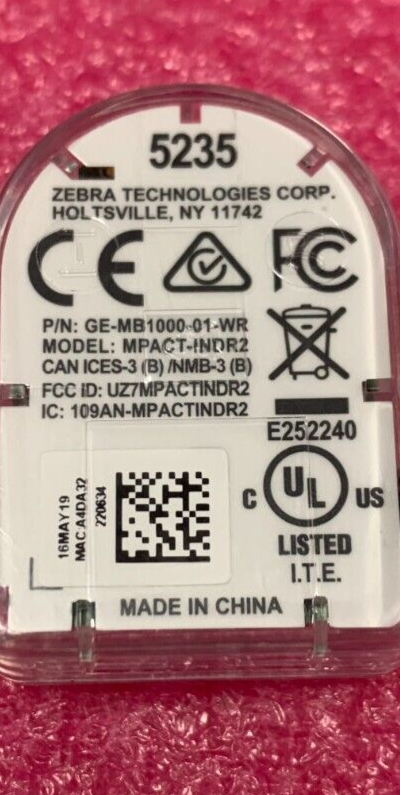 5235
ZEBRA TECHNOLOGIES CORP.
HOLTSVILLE, NY 11742
CE
FCC
P/N: GE-MB1000-01-WR
MODEL: MPACT-INDR2
CAN ICES-3 (B) /NMB-3 (B)
FCC ID: UZ7MPACTINDR2
IC: 109AN-MPACTINDR2
E252240
C UL US
LISTED
I.T.E.
16MAY19
MAC A4DA32
220634
MADE IN CHINA